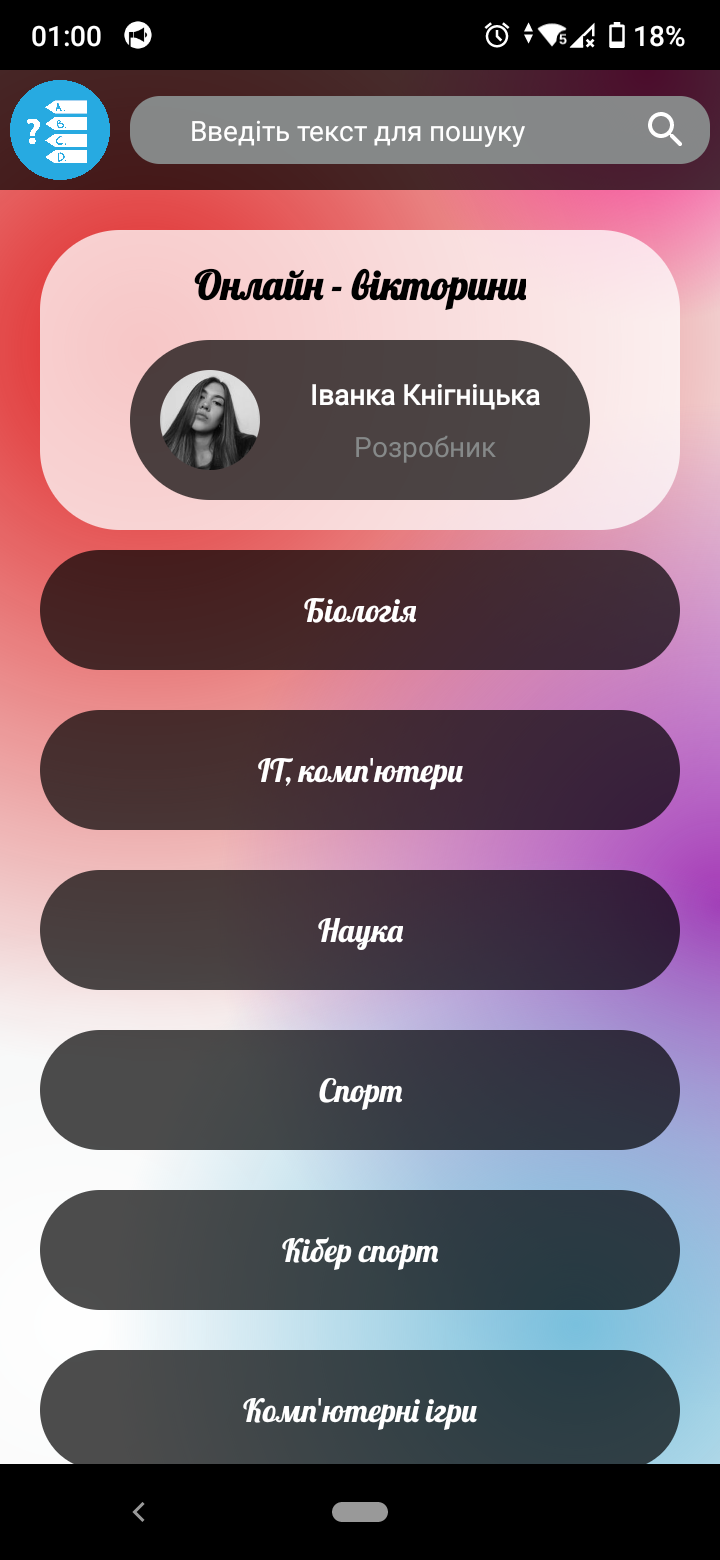 01:00
5
18%
?
A.
B.
C.
D.
Введіть текст для пошуку
Онлайн - вікторини
Іванка Кнігніцька
Розробник
Біологія
ІТ, комп'ютери
Наука
Спорт
Кібер спорт
Комп'ютерні ігри